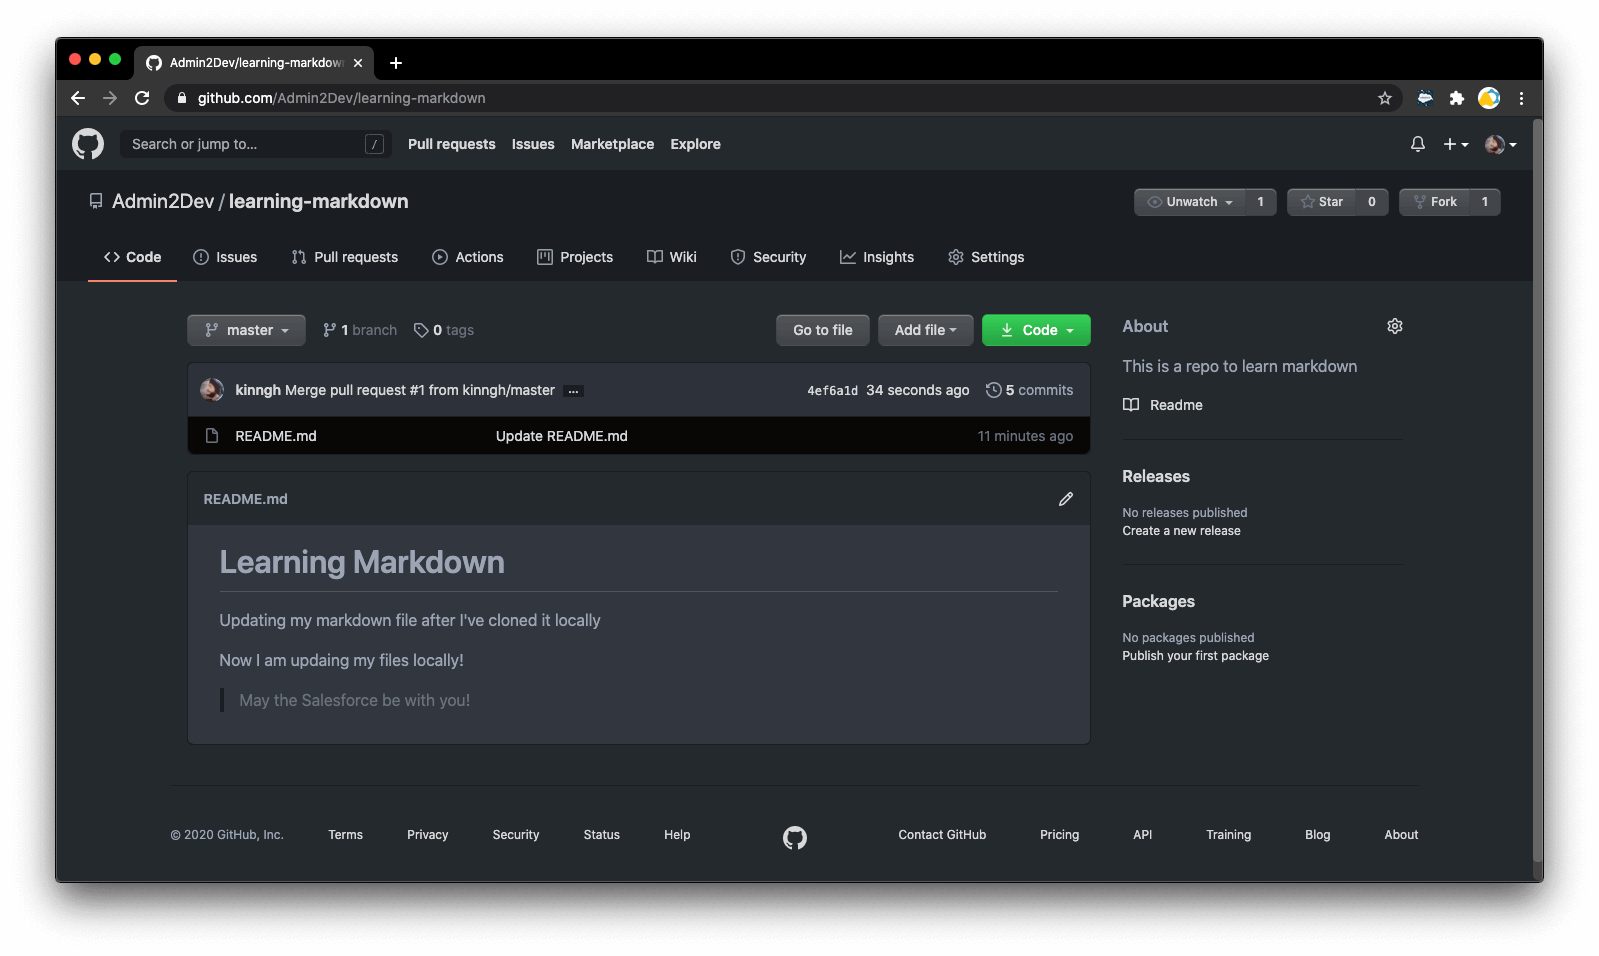 Admin2Dev/learning-markdow
github.com/Admin2Dev/learning-markdown
Search or jump to... / Pull requests Issues Marketplace Explore
Admin2Dev / learning-markdown Unwatch 1 Star 0 Fork 1
Code Issues Pull requests Actions Projects Wiki Security Insights Settings
master 1 branch 0 tags Go to file Add file Code
About
This is a repo to learn markdown
Readme
kinngh Merge pull request #1 from kinngh/master ... 4ef6a1d 34 seconds ago 5 commits
README.md Update README.md 11 minutes ago
Releases
No releases published
Create a new release
README.md
Learning Markdown
Updating my markdown file after I've cloned it locally
Now I am updaing my files locally!
May the Salesforce be with you!
Packages
No packages published
Publish your first package
© 2020 GitHub, Inc. Terms Privacy Security Status Help Contact GitHub Pricing API Training Blog About